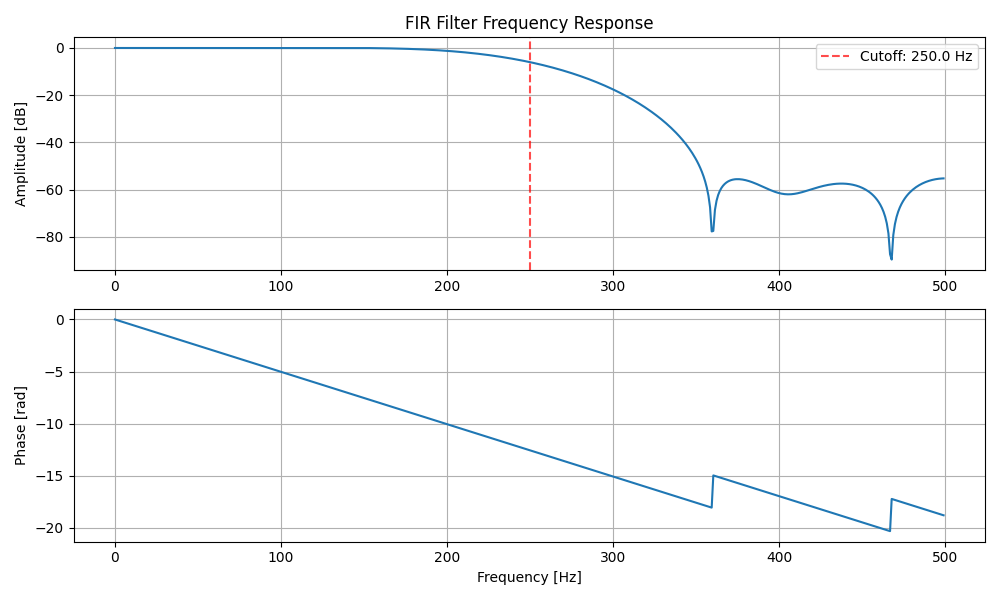 FIR Filter Frequency Response
Amplitude [dB]
0
−20
−40
−60
−80
Cutoff: 250.0 Hz
0 100 200 300 400 500
Phase [rad]
0
−5
−10
−15
−20
0 100 200 300 400 500
Frequency [Hz]